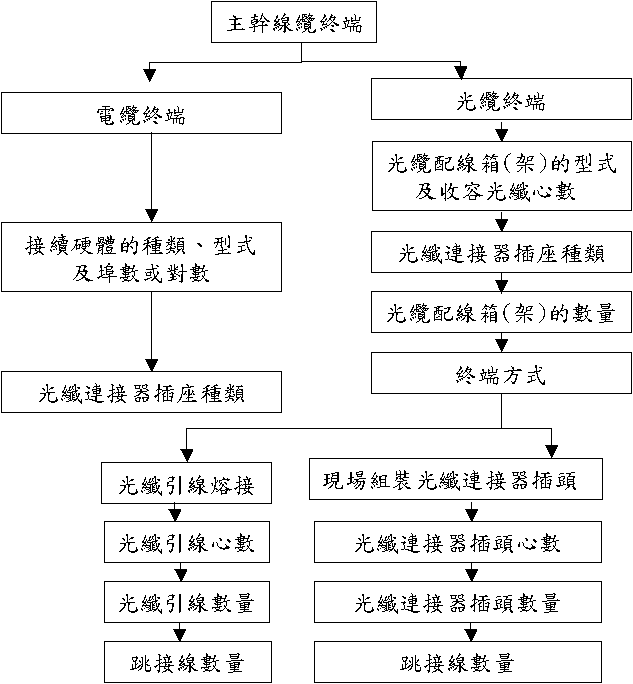 主幹線纜終端
電纜終端
接續硬體的種類、型式
及埠數或對數
光纖連接器插座種類
光纜終端
光纜配線箱(架)的型式
及收容光纖心數
光纖連接器插座種類
光纜配線箱(架)的數量
終端方式
光纖引線熔接
光纖引線心數
光纖引線數量
跳接線數量
現場組裝光纖連接器插頭
光纖連接器插頭心數
光纖連接器插頭數量
跳接線數量